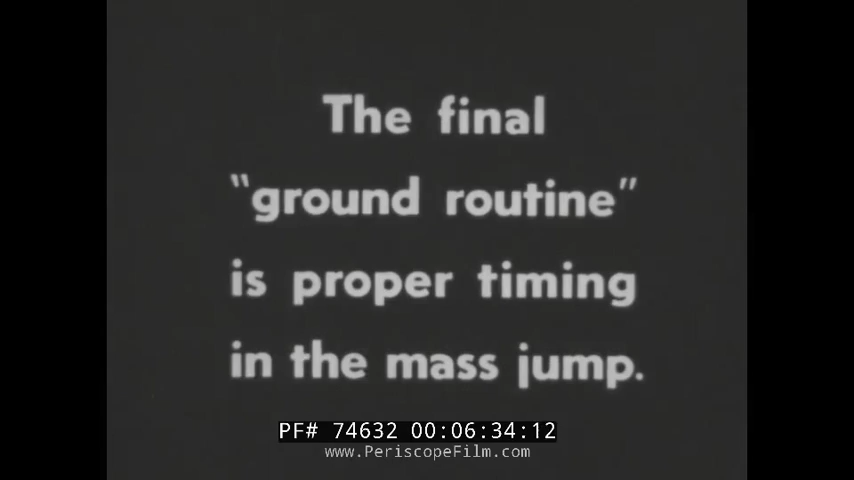 The final
"ground routine"
is proper timing
in the mass jump.
PF# 74632 00:06:34:12
www.PeriscopeFilm.com